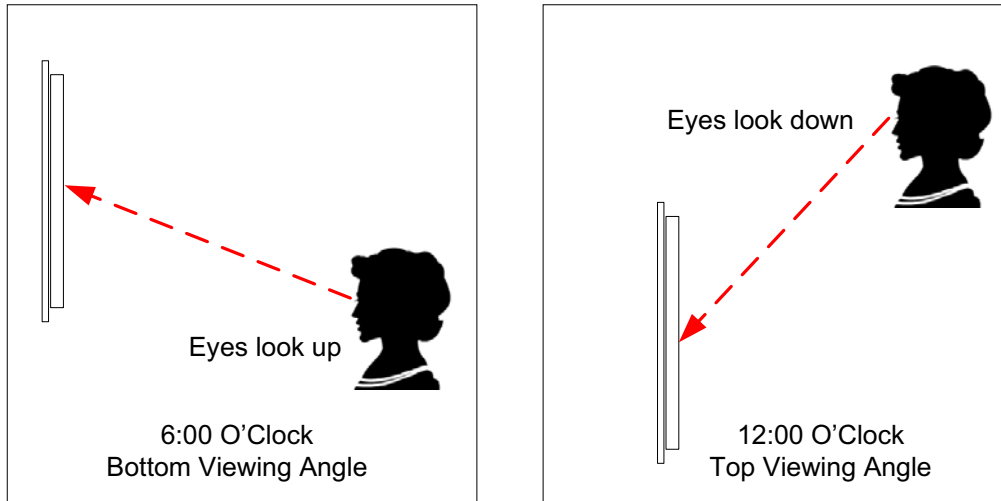 Eyes look up
6:00 O’Clock
Bottom Viewing Angle
Eyes look down
12:00 O’Clock
Top Viewing Angle